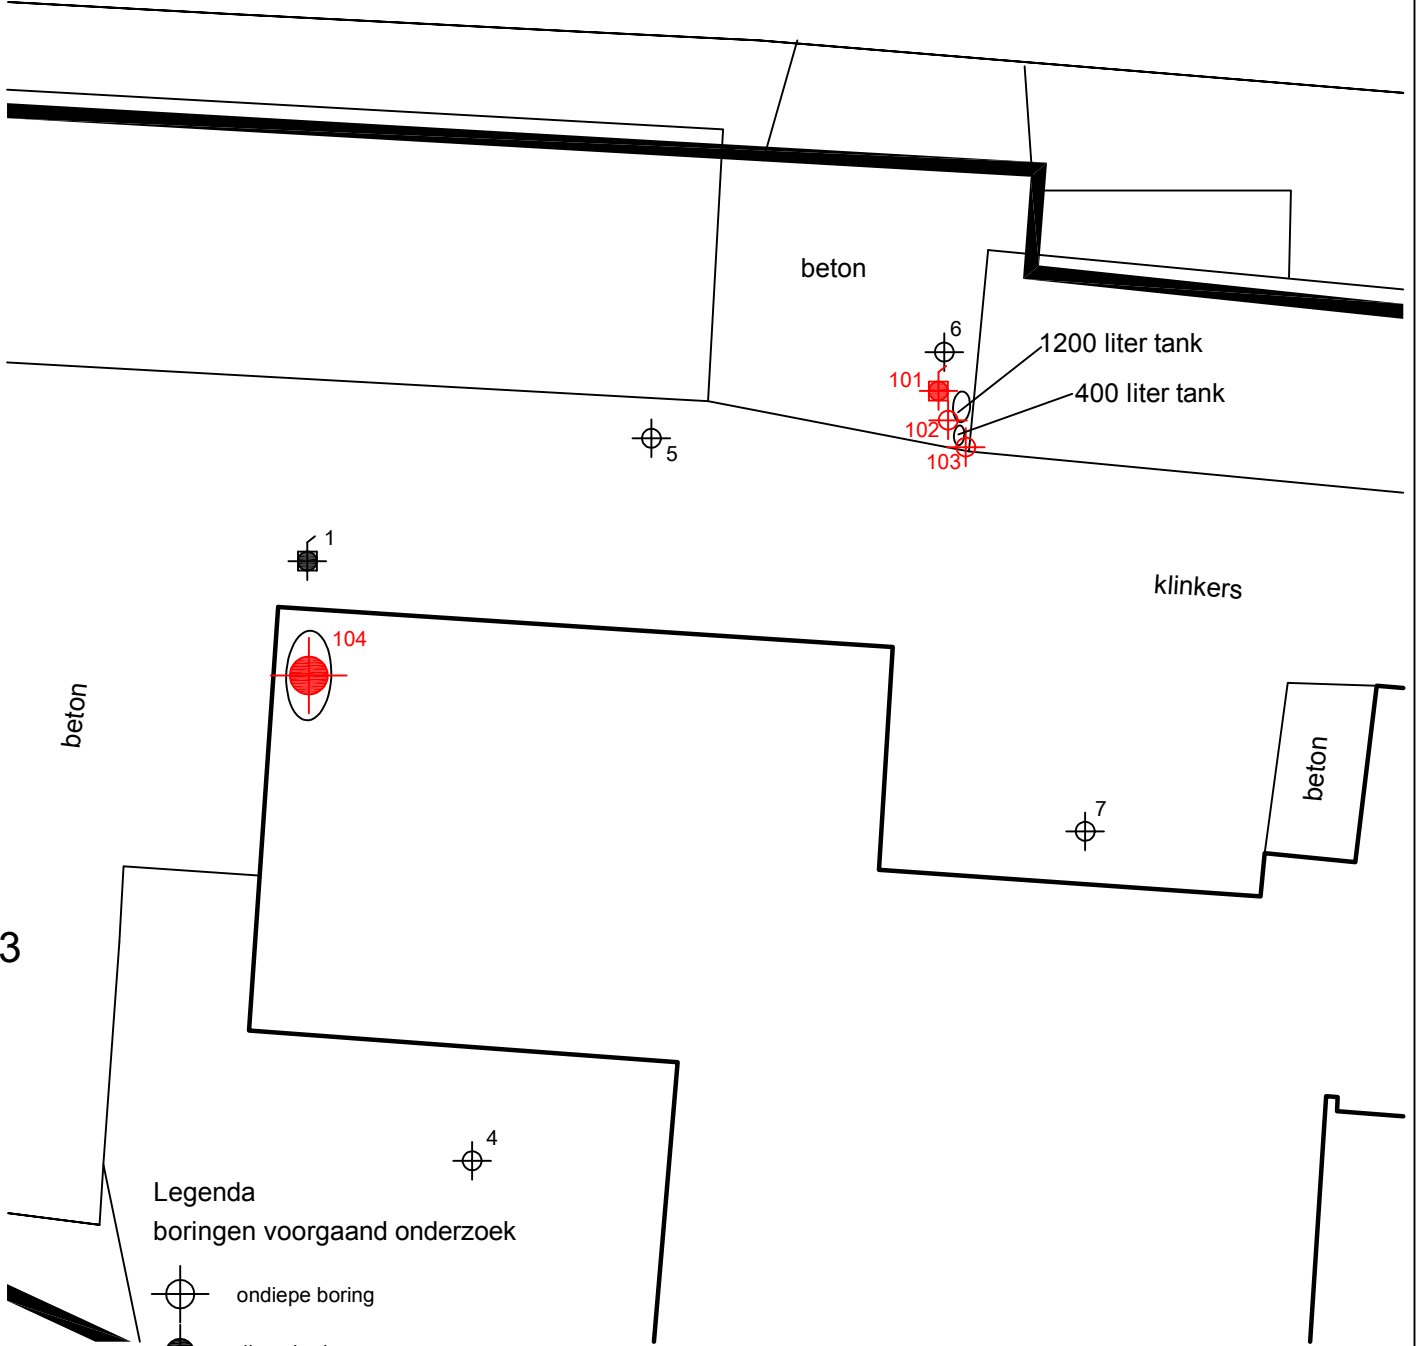 beton
6
1200 liter tank
101
400 liter tank
102
103
5
1
klinkers
104
beton
beton
7
3
4
Legenda
boringen voorgaand onderzoek
ondiepe boring